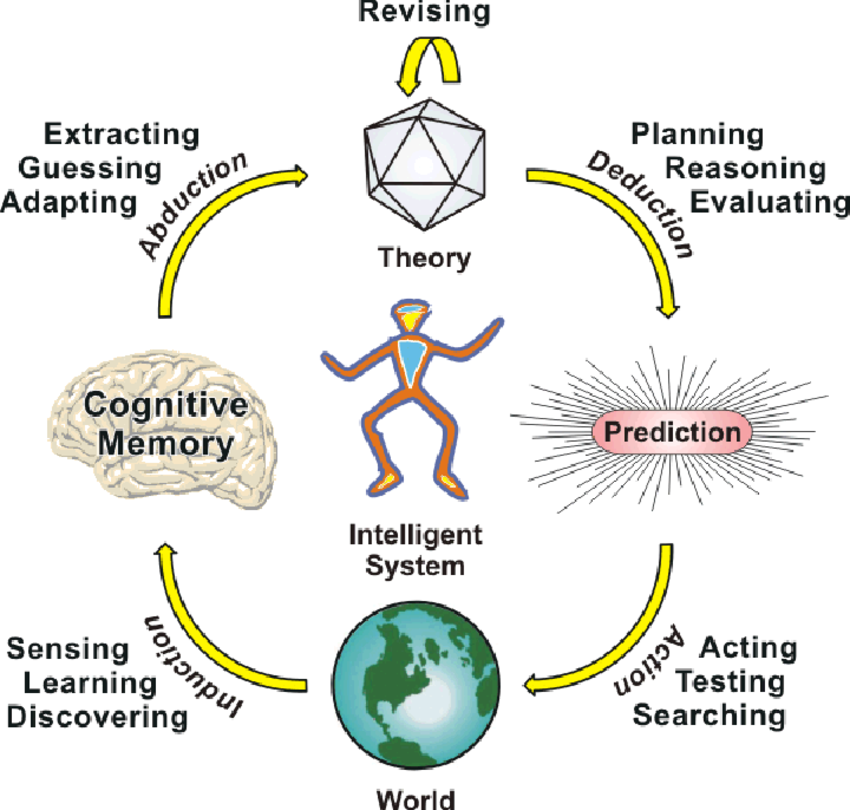 Revising
Extracting
Guessing
Adapting
Abduction
Planning
Reasoning
Evaluating
Deduction
Theory
Cognitive
Memory
Prediction
Intelligent
System
Sensing
Learning
Discovering
Induction
Acting
Testing
Searching
Action
World